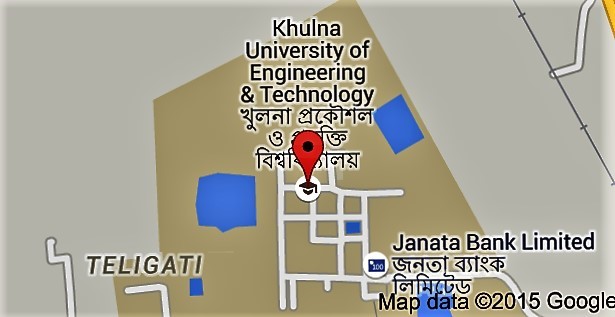 Khulna
University of
Engineering
& Technology
খুলনা প্রকৌশল
ও প্রযুক্তি
বিশ্ববিদ্যালয়
Janata Bank Limited
জনতা ব্যাংক
লিমিটেড
TELIGATI
Map data ©2015 Google